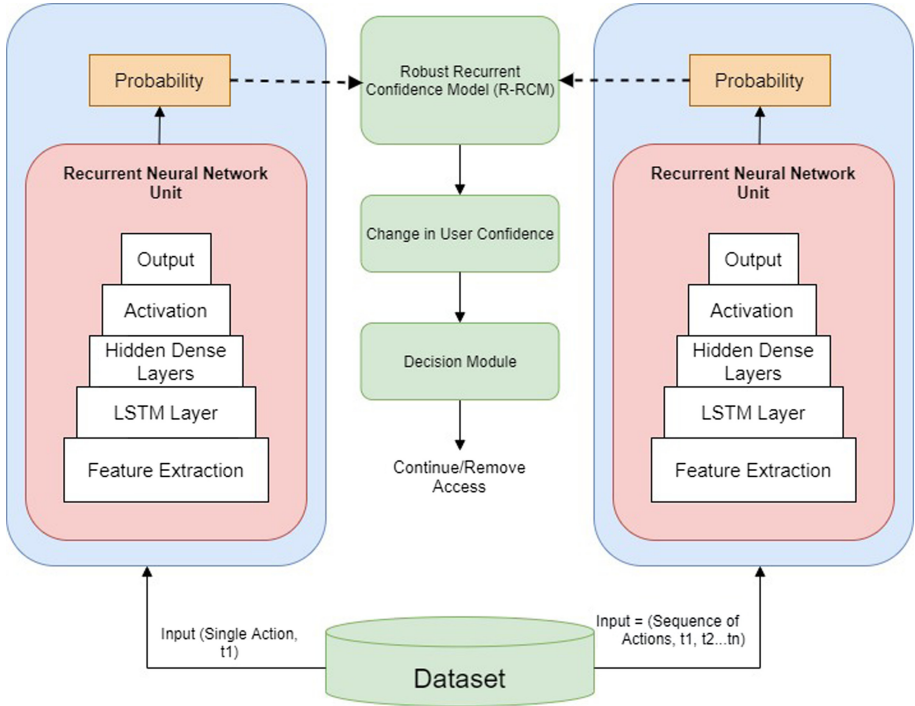 Probability
Recurrent Neural Network
Unit
Output
Activation
Hidden Dense
Layers
LSTM Layer
Feature Extraction
Robust Recurrent
Confidence Model (R-RCM)
Change in User Confidence
Decision Module
Continue/Remove
Access
Probability
Recurrent Neural Network
Unit
Output
Activation
Hidden Dense
Layers
LSTM Layer
Feature Extraction
Input (Single Action,
t1)
Dataset
Input = (Sequence of
Actions, t1, t2...tn)